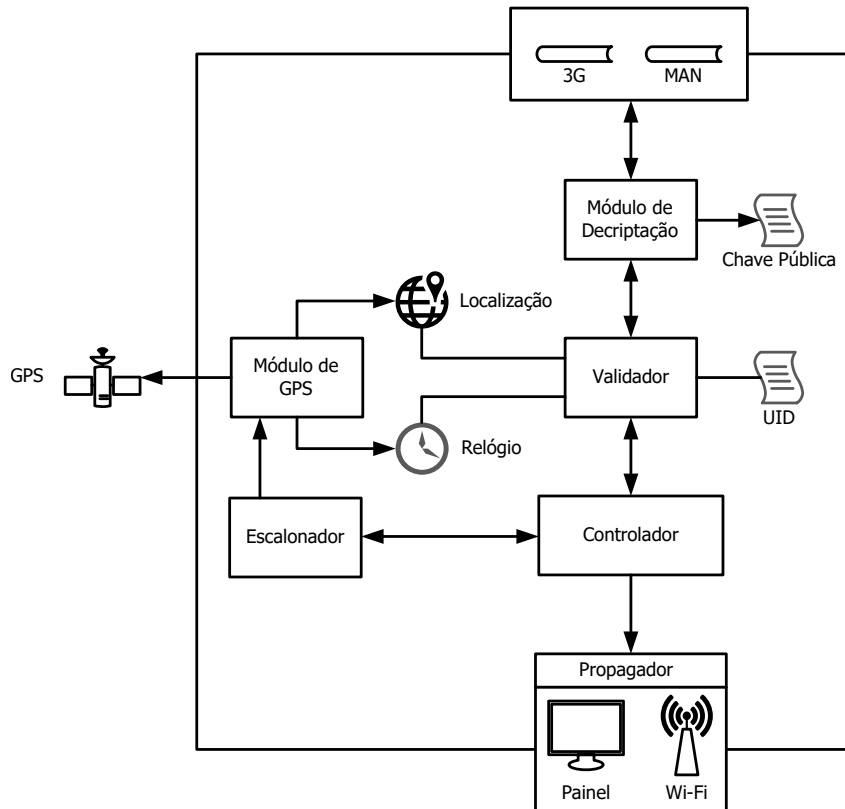 3G
MAN
Módulo de
Decriptação
Chave Pública
Localização
GPS
Módulo de
GPS
Validador
UID
Relógio
Escalonador
Controlador
Propagador
Painel
Wi-Fi